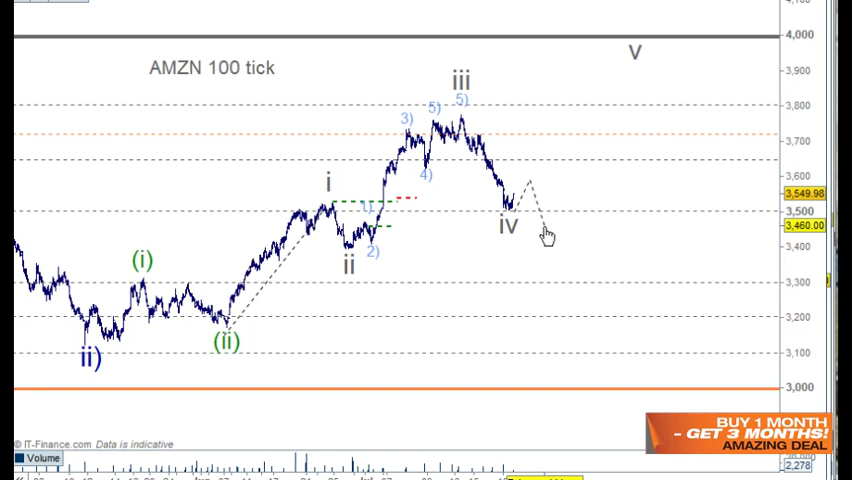 4,000
v
3,900
AMZN 100 tick
iii
5)
5)
3,800
3)
3,700
4)
3,600
i
3,549.98
1)
3,500
iv
3,460.00
2)
3,400
ii
(i)
3,300
3,200
(ii)
ii)
3,100
3,000
BUY 1 MONTH
- GET 3 MONTHS!
AMAZING DEAL
© IT-Finance.com Data is indicative
Volume
2,278